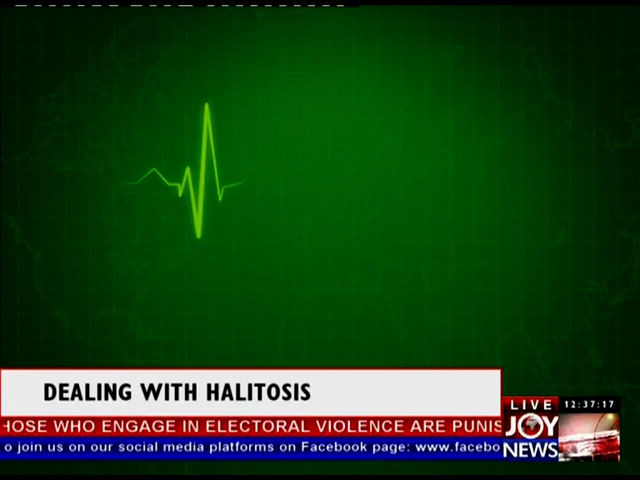 DEALING WITH HALITOSIS
LIVE 12:37:17
HOSE WHO ENGAGE IN ELECTORAL VIOLENCE ARE PUNIS
JOY
NEWS
o join us on our social media platforms on Facebook page: www.facebo